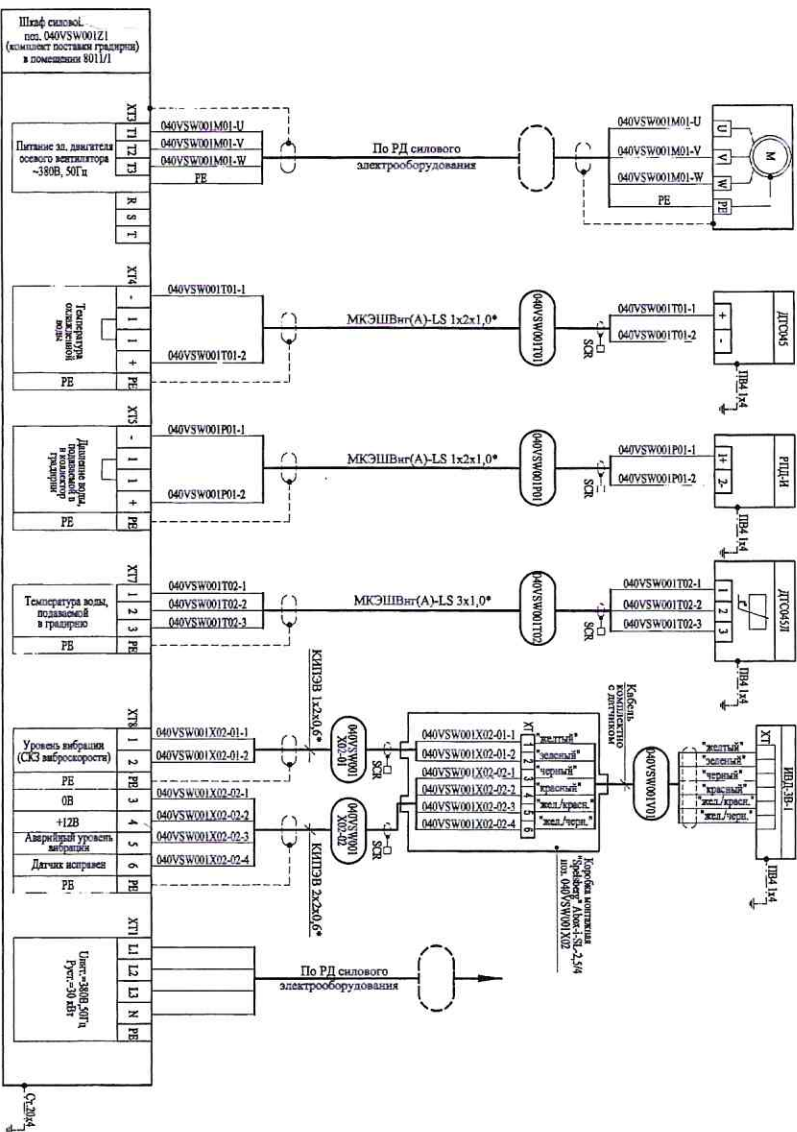 Шкаф силовой.
поз. 040VSW001Z1
(комплект поставки градирни)
в помещении 8011/1
XT3
T1
T2
T3
Питание эл. двигателя
осевого вентилятора
~380В, 50Гц
R
S
T
040VSW001M01-U
040VSW001M01-V
040VSW001M01-W
PE
По РД силового
электрооборудования
040VSW001M01-U
040VSW001M01-V
040VSW001M01-W
PE
U
V
W
PE
M
XT4
-
1
1
+
PE
Температура
охлажденной
воды
PE
040VSW001T01-1
040VSW001T01-2
МКЭШВнг(А)-LS 1х2х1,0*
040VSW001T01
SCR
040VSW001T01-1
040VSW001T01-2
+
-
ДТС045
ПВ4 1х4
XT5
-
1
1
+
PE
Давление воды,
подаваемой в
в коллектор
градирни
PE
040VSW001P01-1
040VSW001P01-2
МКЭШВнг(А)-LS 1х2х1,0*
040VSW001P01
SCR
040VSW001P01-1
040VSW001P01-2
1+
2-
РПД-И
ПВ4 1х4
XT7
1
2
3
PE
Температура воды,
подаваемой
в градирню
PE
040VSW001T02-1
040VSW001T02-2
040VSW001T02-3
МКЭШВнг(А)-LS 3х1,0*
040VSW001T02
SCR
040VSW001T02-1
040VSW001T02-2
040VSW001T02-3
1
2
3
ДТС045Л
ПВ4 1х4
XT8
1
2
PE
3
4
5
6
PE
Уровень вибрации
(СКЗ виброскорости)
PE
0В
+12В
Аварийный уровень
вибрации
Датчик исправен
PE
040VSW001X02-01-1
040VSW001X02-01-2
040VSW001X02-02-1
040VSW001X02-02-2
040VSW001X02-02-3
040VSW001X02-02-4
КИПЭВ 1х2х0,6*
КИПЭВ 2х2х0,6*
040VSW001
X02-01
040VSW001
X02-02
SCR
SCR
XT
040VSW001X02-01-1
040VSW001X02-01-2
040VSW001X02-02-1
040VSW001X02-02-2
040VSW001X02-02-3
040VSW001X02-02-4
1
2
3
4
5
6
"желтый"
"зеленый"
"черный"
"красный"
"жел./красн."
"жел./черн."
Коробка монтажная
"Spelsberg" Abox-i-SL-2,5/4
поз. 040VSW001X02
Кабель
комплектно
с датчиком
040VSW001V01
"желтый"
"зеленый"
"черный"
"красный"
"жел./красн."
"жел./черн."
XT
ИВД-3В-1
ПВ4 1х4
XT1
L1
L2
L3
N
PE
Uпит.=380В,50Гц
Руст.=30 кВт
По РД силового
электрооборудования
Ст.20х4